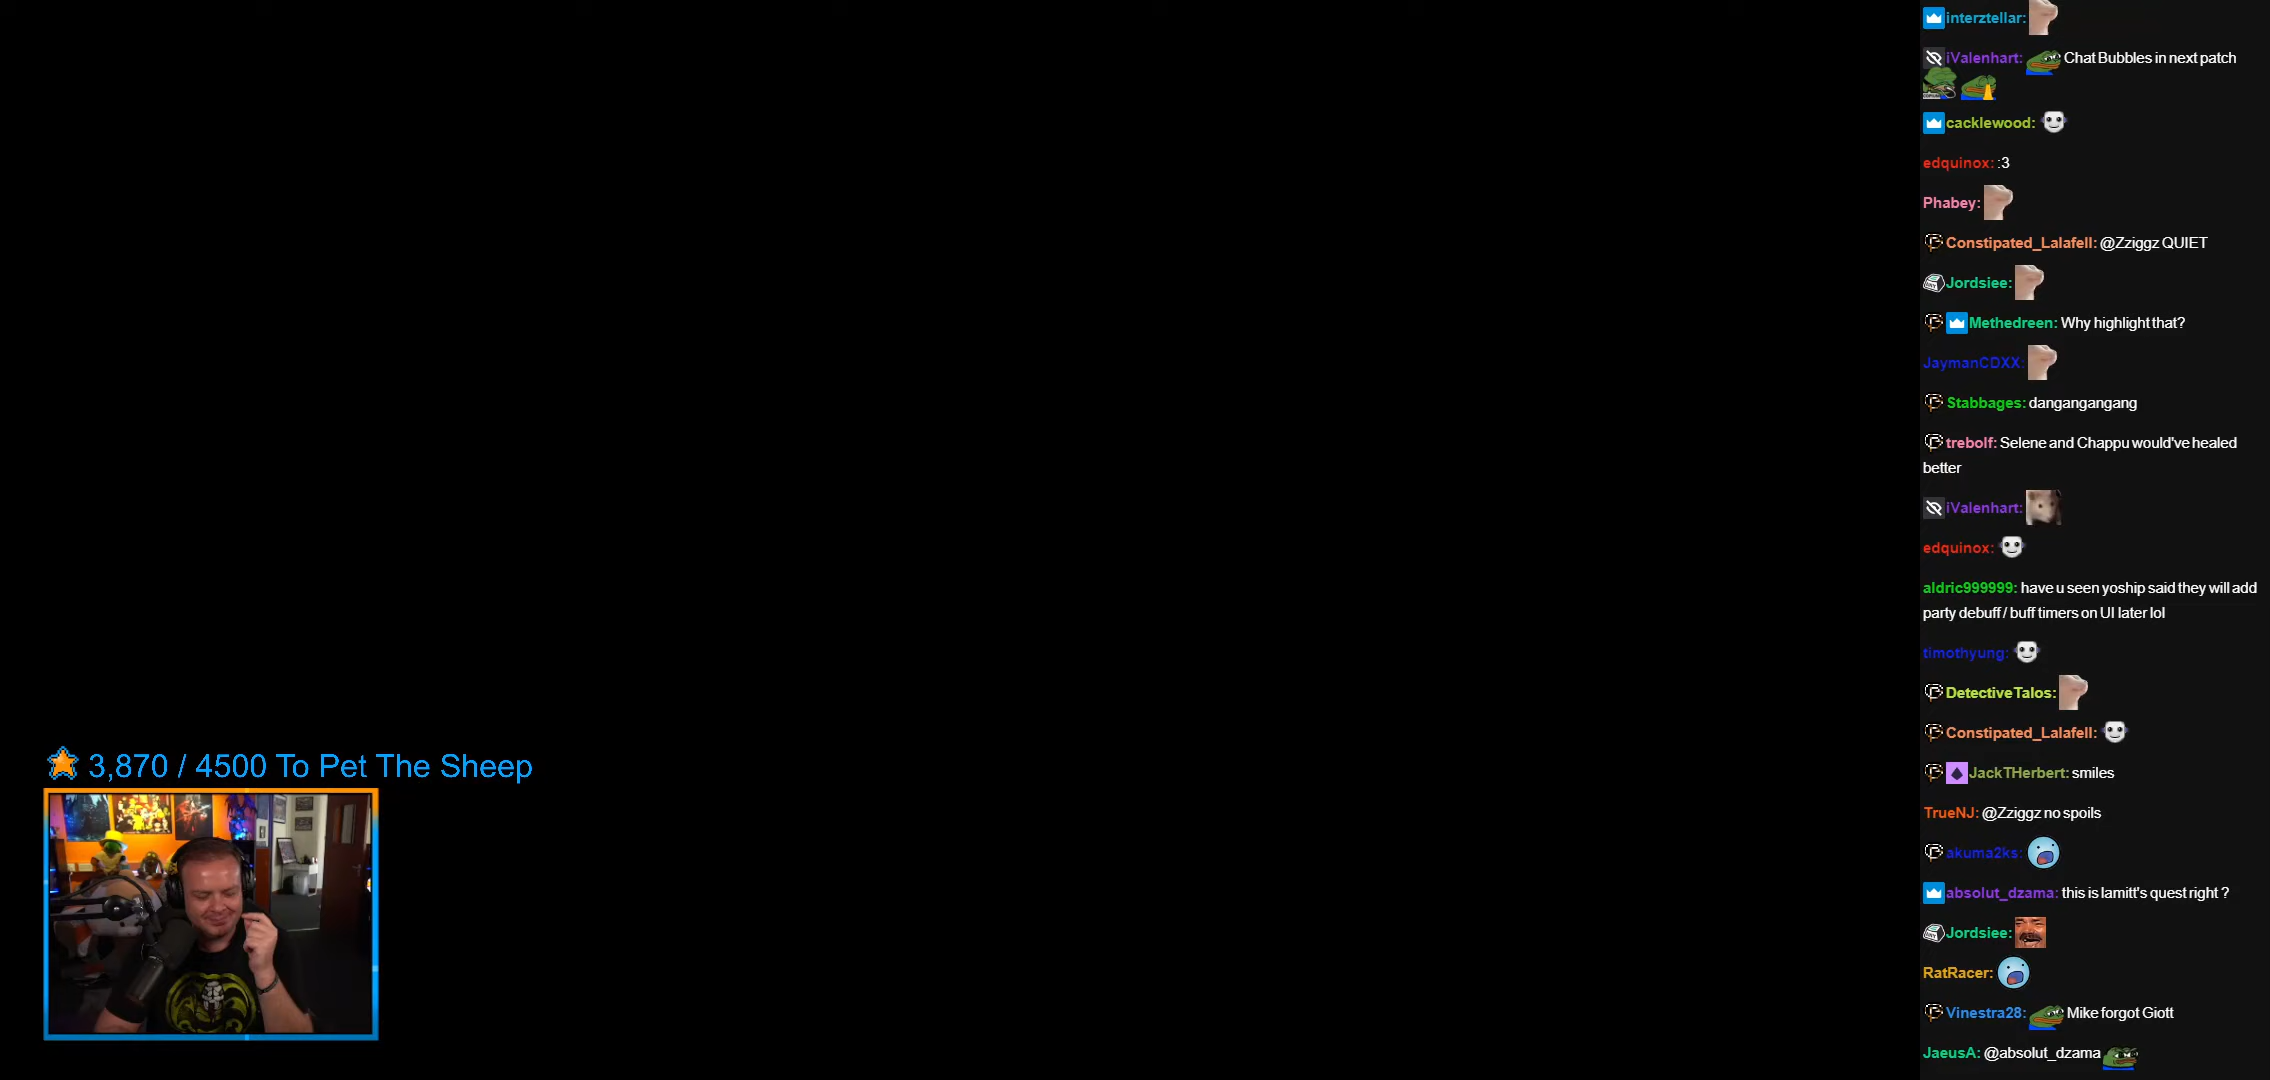 interztellar:
iValenhart: Chat Bubbles in next patch
cacklewood:
edquinox: :3
Phabey:
Constipated_Lalafell: @Zziggz QUIET
Jordsiee:
Methedreen: Why highlight that?
JaymanCDXX:
Stabbages: dangangangang
trebolf: Selene and Chappu would've healed
better
iValenhart:
edquinox:
aldric999999: have u seen yoship said they will add
party debuff / buff timers on UI later lol
timothyung:
DetectiveTalos:
Constipated_Lalafell:
JackTHerbert: smiles
TrueNJ: @Zziggz no spoils
akuma2ks:
absolut_dzama: this is lamitt's quest right ?
Jordsiee:
RatRacer:
Vinestra28: Mike forgot Giott
JaeusA: @absolut_dzama
3,870 / 4500 To Pet The Sheep